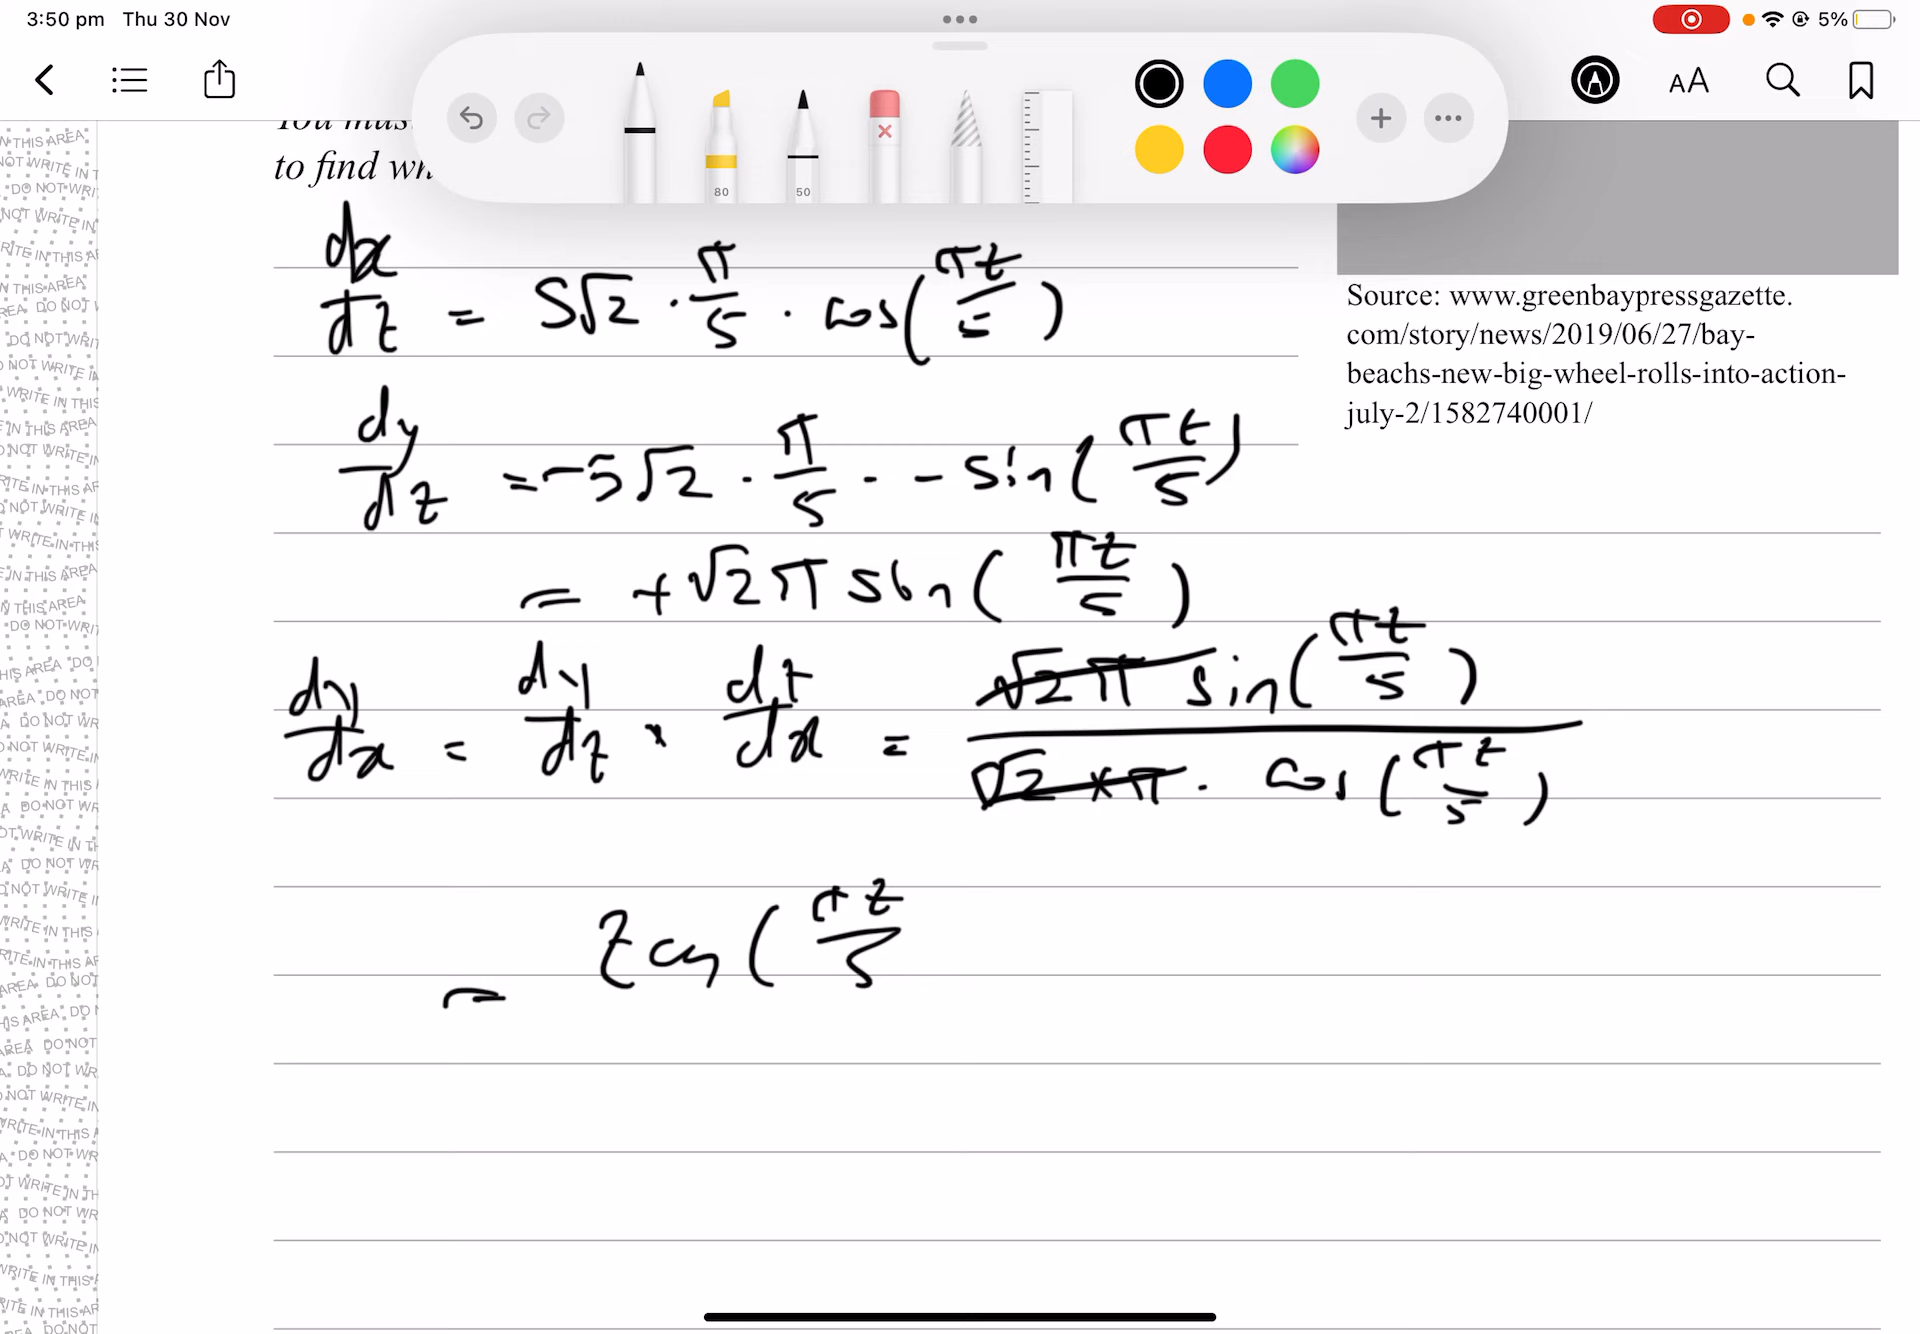 3:50 pm Thu 30 Nov
5%
AA
80
50
to find
dx/dt = 5√2 · π/5 · cos(πt/5)
Source: www.greenbaypressgazette.
com/story/news/2019/06/27/bay-
beachs-new-big-wheel-rolls-into-action-
july-2/1582740001/
dy/dt = -5√2 · π/5 · - sin(πt/5)
= +√2π sin(πt/5)
dy/dx = dy/dt × dt/dx = √2π sin(πt/5) / √2 × π · cos(πt/5)
= tan(πt/5